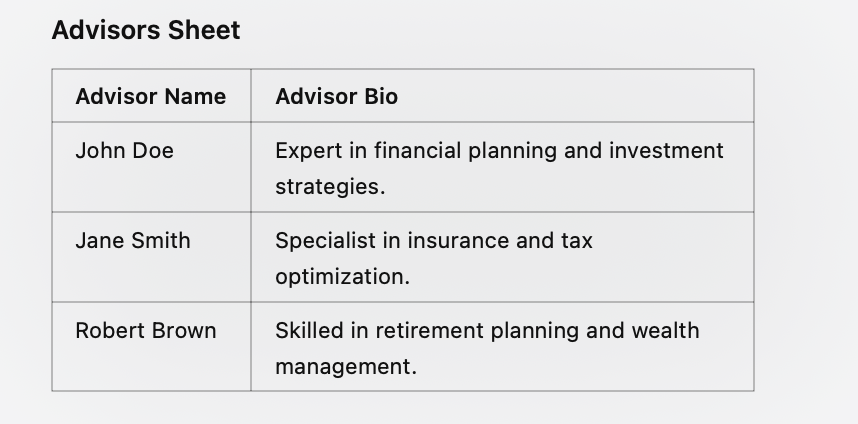 Advisors Sheet
Advisor Name Advisor Bio
John Doe Expert in financial planning and investment
strategies.
Jane Smith Specialist in insurance and tax
optimization.
Robert Brown Skilled in retirement planning and wealth
management.